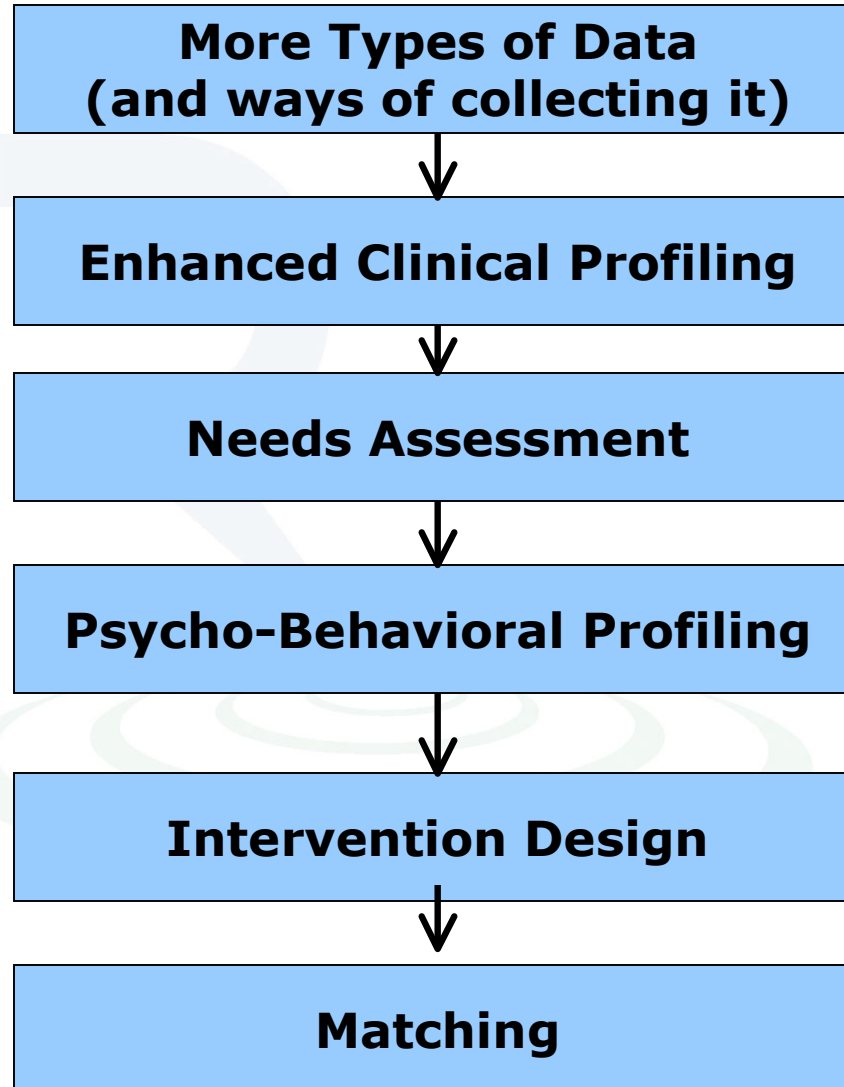 More Types of Data
(and ways of collecting it)
Enhanced Clinical Profiling
Needs Assessment
Psycho-Behavioral Profiling
Intervention Design
Matching